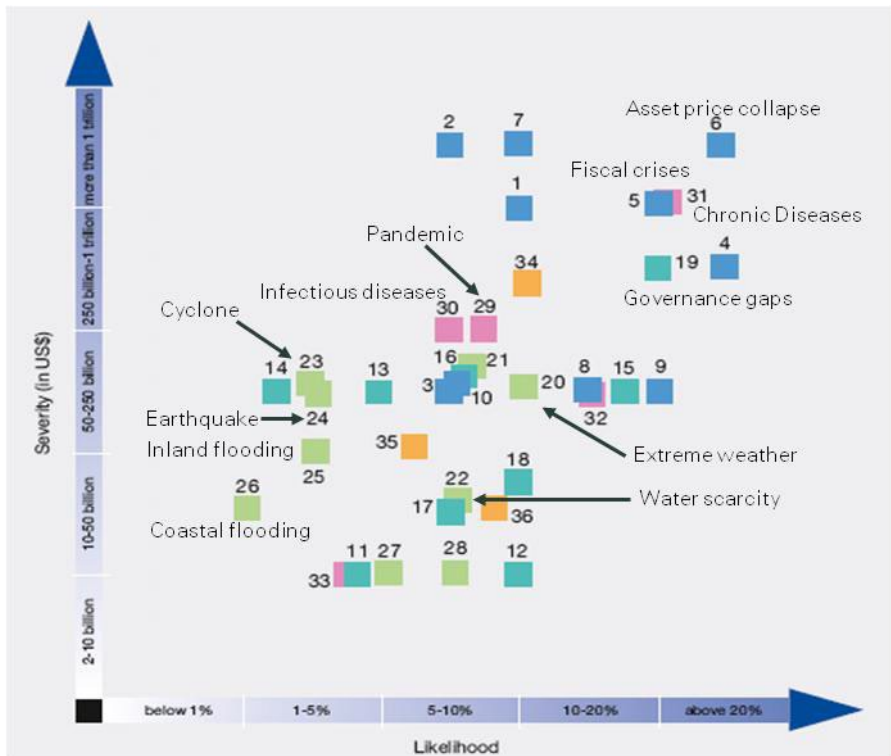 Asset price collapse
2
7
6
Fiscal crises
1
5
31
Chronic Diseases
Pandemic
34
19
4
Infectious diseases
Governance gaps
30
29
Cyclone
23
16
21
14
13
3
10
20
8
15
9
32
Earthquake
24
35
Extreme weather
Inland flooding
25
18
26
22
Water scarcity
17
36
Coastal flooding
33
11
27
28
12
Severity (in US$)
more than 1 trillion
250 billion-1 trillion
50-250 billion
10-50 billion
2-10 billion
below 1%
1-5%
5-10%
10-20%
above 20%
Likelihood